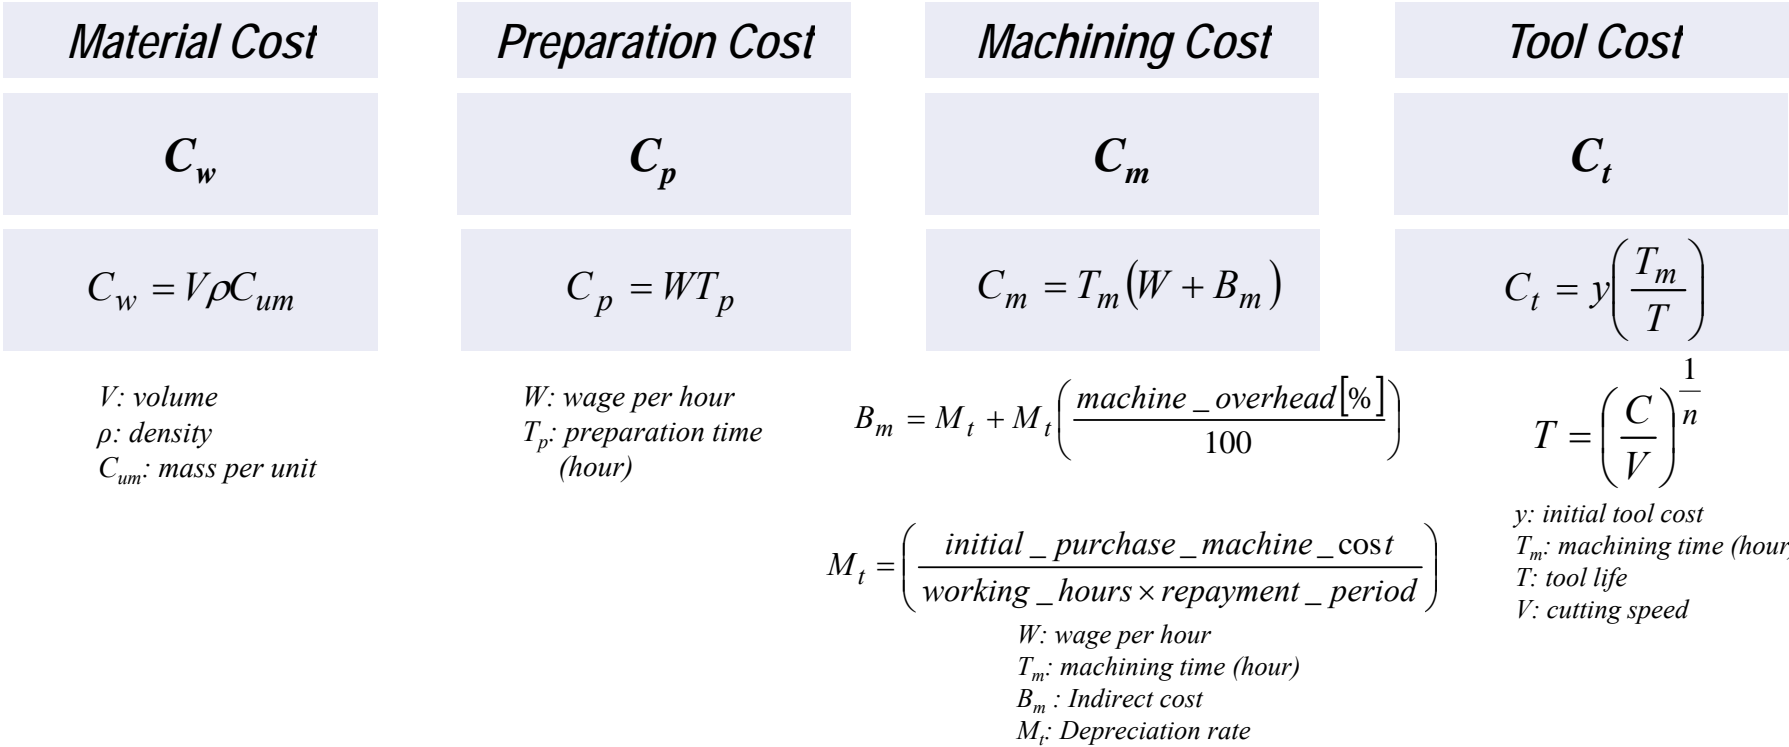 Material Cost
Preparation Cost
Machining Cost
Tool Cost
C_w
C_p
C_m
C_t
C_w = VρC_um
C_p = WT_p
C_m = T_m(W + B_m)
C_t = y(T_m / T)
V: volume
ρ: density
C_um: mass per unit
W: wage per hour
T_p: preparation time
(hour)
B_m = M_t + M_t(machine_overhead[%] / 100)
M_t = (initial_purchase_machine_cost / working_hours × repayment_period)
W: wage per hour
T_m: machining time (hour)
B_m : Indirect cost
M_t: Depreciation rate
T = (C / V)^(1/n)
y: initial tool cost
T_m: machining time (hour)
T: tool life
V: cutting speed